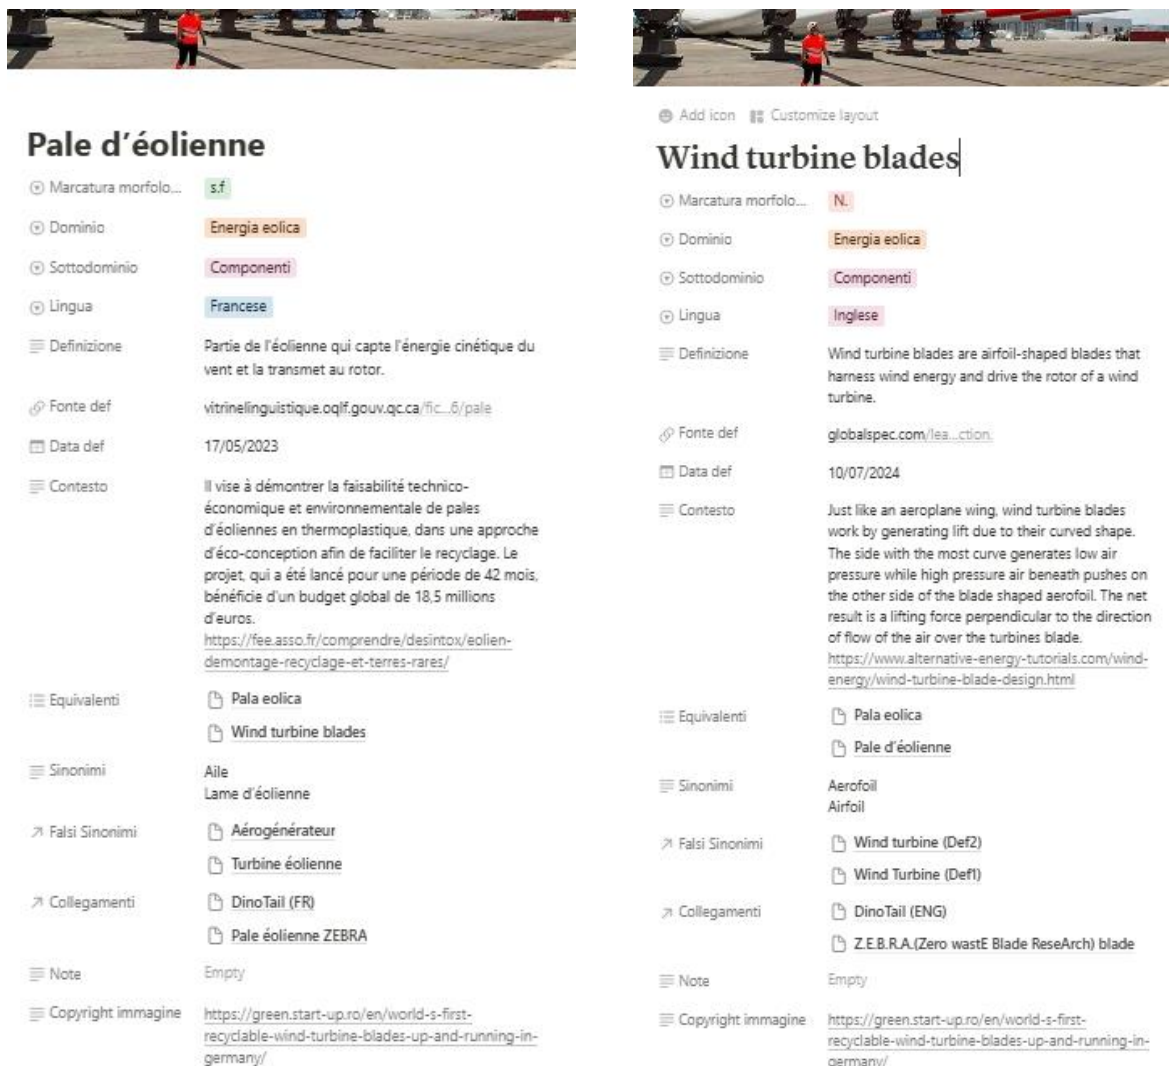 Pale d'éolienne
Marcatura morfolo... s.f
Dominio Energia eolica
Sottodominio Componenti
Lingua Francese
Definizione Partie de l'éolienne qui capte l'énergie cinétique du
vent et la transmet au rotor.
Fonte def vitrinelinguistique.oqlf.gouv.qc.ca/fic...6/pale
Data def 17/05/2023
Contesto Il vise à démontrer la faisabilité technico-
économique et environnementale de pales
d'éoliennes en thermoplastique, dans une approche
d'éco-conception afin de faciliter le recyclage. Le
projet, qui a été lancé pour une période de 42 mois,
bénéficie d'un budget global de 18,5 millions
d'euros.
https://fee.asso.fr/comprendre/desintox/eolien-
demontage-recyclage-et-terres-rares/
Equivalenti Pala eolica
Wind turbine blades
Sinonimi Aile
Lame d'éolienne
Falsi Sinonimi Aérogénérateur
Turbine éolienne
Collegamenti DinoTail (FR)
Pale éolienne ZEBRA
Note Empty
Copyright immagine https://green.start-up.ro/en/world-s-first-
recyclable-wind-turbine-blades-up-and-running-in-
germany/
Add icon Customize layout
Wind turbine blades
Marcatura morfolo... N.
Dominio Energia eolica
Sottodominio Componenti
Lingua Inglese
Definizione Wind turbine blades are airfoil-shaped blades that
harness wind energy and drive the rotor of a wind
turbine.
Fonte def globalspec.com/lea...ction.
Data def 10/07/2024
Contesto Just like an aeroplane wing, wind turbine blades
work by generating lift due to their curved shape.
The side with the most curve generates low air
pressure while high pressure air beneath pushes on
the other side of the blade shaped aerofoil. The net
result is a lifting force perpendicular to the direction
of flow of the air over the turbines blade.
https://www.alternative-energy-tutorials.com/wind-
energy/wind-turbine-blade-design.html
Equivalenti Pala eolica
Pale d'éolienne
Sinonimi Aerofoil
Airfoil
Falsi Sinonimi Wind turbine (Def2)
Wind Turbine (Def1)
Collegamenti DinoTail (ENG)
Z.E.B.R.A.(Zero wastE Blade ReseArch) blade
Note Empty
Copyright immagine https://green.start-up.ro/en/world-s-first-
recyclable-wind-turbine-blades-up-and-running-in-
germany/